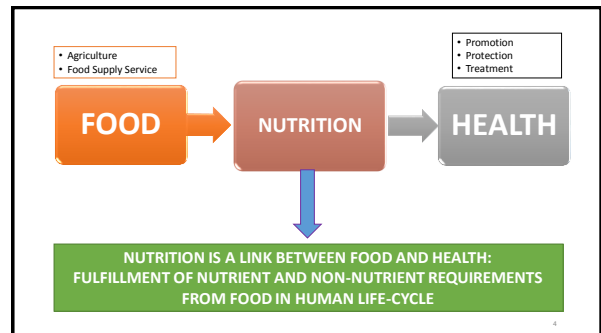 • Agriculture
• Food Supply Service
• Promotion
• Protection
• Treatment
FOOD
NUTRITION
HEALTH
NUTRITION IS A LINK BETWEEN FOOD AND HEALTH:
FULFILLMENT OF NUTRIENT AND NON-NUTRIENT REQUIREMENTS
FROM FOOD IN HUMAN LIFE-CYCLE
4